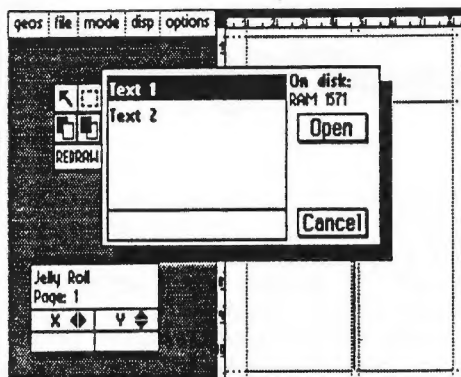 geos file mode disp options
Text 1
Text 2
On disk:
RAM 1571
Open
Cancel
REDRAW
Jelly Roll
Page: 1
X Y